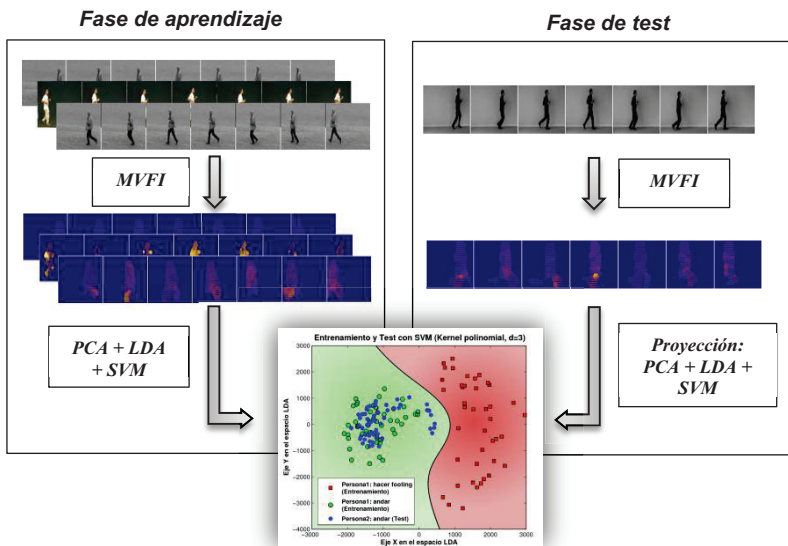 Fase de aprendizaje
Fase de test
MVFI
MVFI
PCA + LDA
+ SVM
Proyección:
PCA + LDA +
SVM
Entrenamiento y Test con SVM (Kernel polinomial, d=3)
Eje Y en el espacio LDA
3000
2000
1000
0
−1000
−2000
−3000
−4000
Persona1: hacer footing
(Entrenamiento)
Persona1: andar
(Entrenamiento)
Persona2: andar (Test)
−3000 −2000 −1000 0 1000 2000 3000
Eje X en el espacio LDA